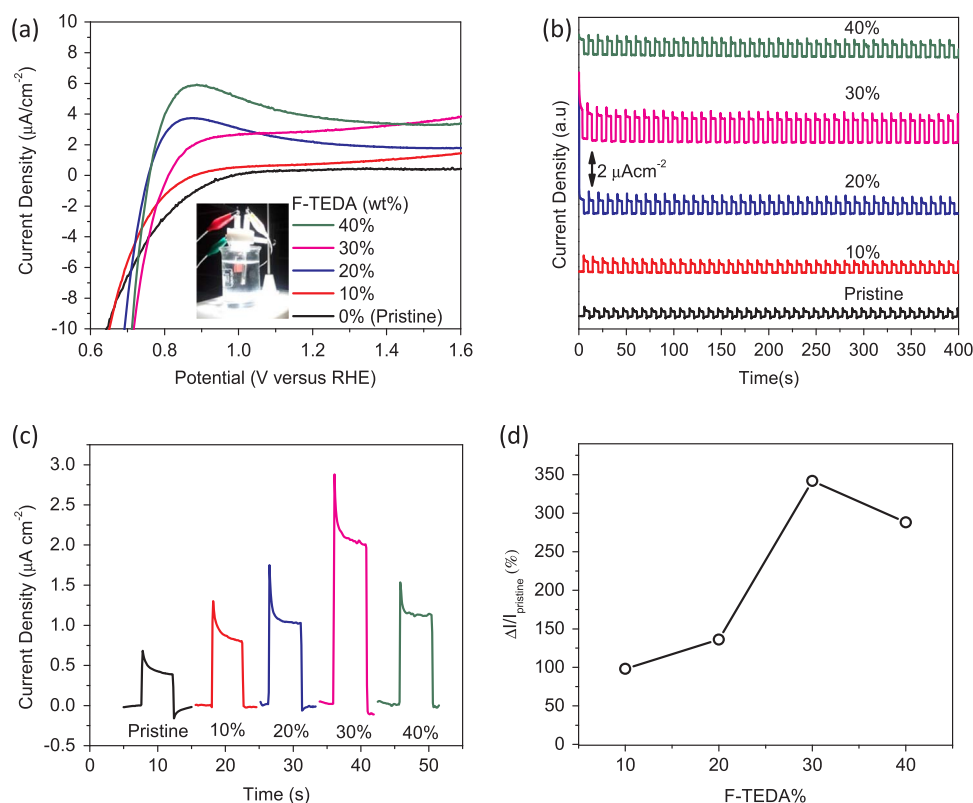 (a)
10
8
6
4
2
0
-2
-4
-6
-8
-10
Current Density (μA/cm⁻²)
F-TEDA (wt%)
40%
30%
20%
10%
0% (Pristine)
0.6 0.8 1.0 1.2 1.4 1.6
Potential (V versus RHE)
(b)
Current Density (a.u)
40%
30%
2 μAcm⁻²
20%
10%
Pristine
0 50 100 150 200 250 300 350 400
Time(s)
(c)
3.0
2.5
2.0
1.5
1.0
0.5
0.0
-0.5
Current Density (μA cm⁻²)
Pristine 10% 20% 30% 40%
0 10 20 30 40 50
Time (s)
(d)
350
300
250
150
100
50
0
ΔI/Ipristine (%)
10 20 30 40
F-TEDA%